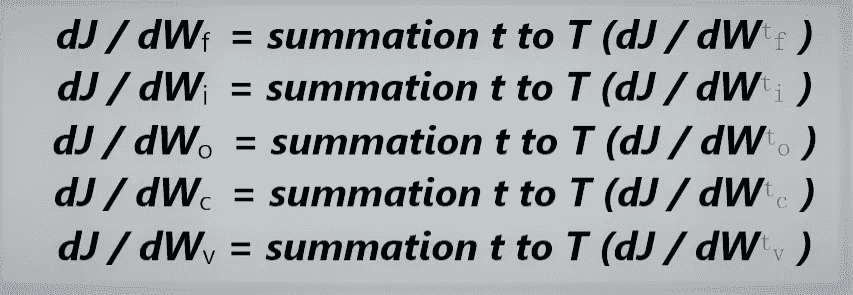 dJ / dWf = summation t to T (dJ / dWtf )
dJ / dWi = summation t to T (dJ / dWti )
dJ / dWo = summation t to T (dJ / dWto )
dJ / dWc = summation t to T (dJ / dWtc )
dJ / dWv = summation t to T (dJ / dWtv )